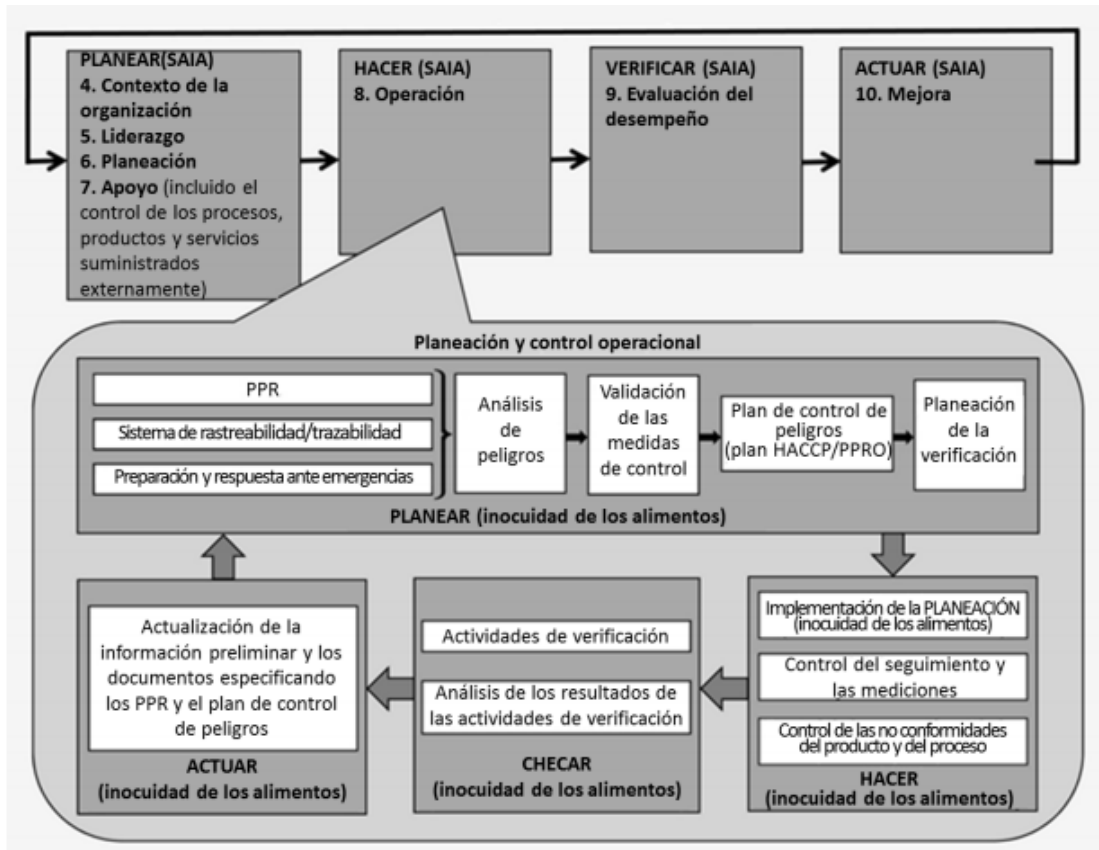 PLANEAR(SAIA)
4. Contexto de la
organización
5. Liderazgo
6. Planeación
7. Apoyo (incluido el
control de los procesos,
productos y servicios
suministrados
externamente)
HACER (SAIA)
8. Operación
VERIFICAR (SAIA)
9. Evaluación del
desempeño
ACTUAR (SAIA)
10. Mejora
Planeación y control operacional
PPR
Sistema de rastreabilidad/trazabilidad
Preparación y respuesta ante emergencias
Análisis
de
peligros
Validación
de las
medidas
de control
Plan de control de
peligros
(plan HACCP/PPRO)
Planeación
de la
verificación
PLANEAR (inocuidad de los alimentos)
Implementación de la PLANEACIÓN
(inocuidad de los alimentos)
Control del seguimiento y
las mediciones
Control de las no conformidades
del producto y del proceso
HACER
(inocuidad de los alimentos)
Actividades de verificación
Análisis de los resultados de
las actividades de verificación
CHECAR
(inocuidad de los alimentos)
Actualización de la
información preliminar y los
documentos especificando
los PPR y el plan de control
de peligros
ACTUAR
(inocuidad de los alimentos)